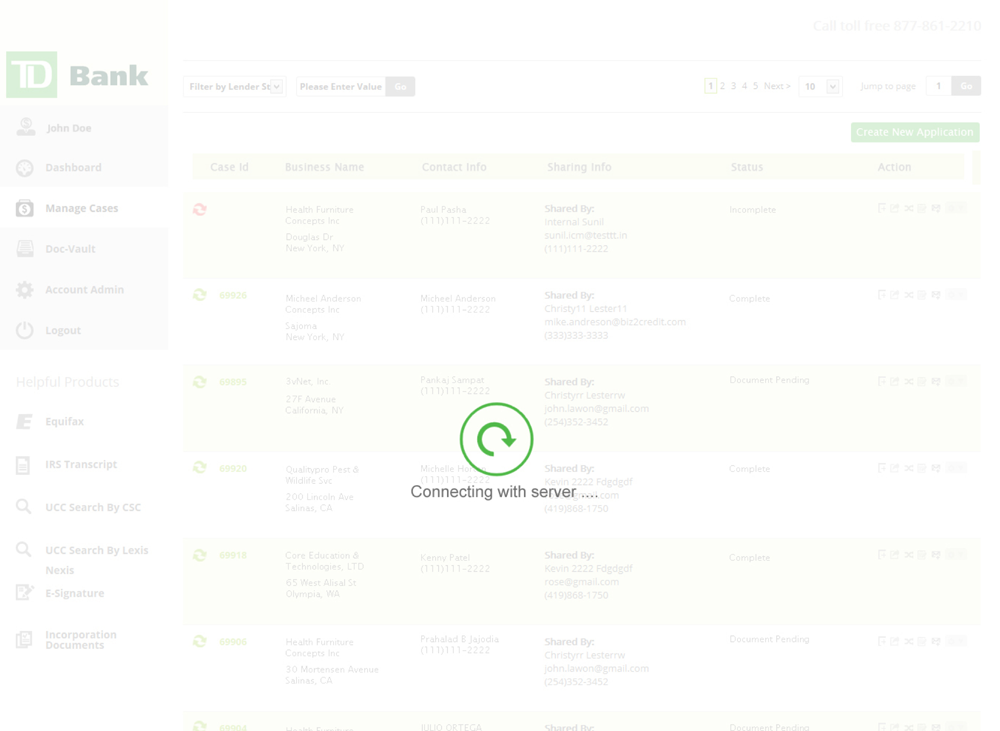 Call toll free 877-861-2210
TD Bank
Filter by Lender St
Please Enter Value
Go
1 2 3 4 5 Next >
10
Jump to page
1
Go
John Doe
Dashboard
Manage Cases
Doc-Vault
Account Admin
Logout
Helpful Products
Equifax
IRS Transcript
UCC Search By CSC
UCC Search By Lexis
Nexis
E-Signature
Incorporation
Documents
Create New Application
Case Id Business Name Contact Info Sharing Info Status Action
Health Furniture
Concepts Inc
Douglas Dr
New York, NY
Paul Pasha
(111)111-2222
Shared By:
Internal Sunil
sunil.icm@testtt.in
(111)111-2222
Incomplete
69926
Micheel Anderson
Concepts Inc
Sajoma
New York, NY
Micheel Anderson
(111)111-2222
Shared By:
Christy11 Lester11
mike.andreson@biz2credit.com
(333)333-3333
Complete
69895
3vNet, Inc
27F Avenue
California, NY
Pankaj Sampat
(111)111-2222
Shared By:
Christyrr Lesterrw
john.lawon@gmail.com
(254)352-3452
Document Pending
Connecting with server ....
69920
Qualitypro Pest &
Wildlife Svc
200 Lincoln Ave
Salinas, CA
Michelle
(111)111-2222
Shared By:
Kevin 2222 Fdgdgdf
(419)868-1750
Complete
69918
Core Education &
Technologies, LTD
65 West Alisal St
Olympia, WA
Kenny Patel
(111)111-2222
Shared By:
Kevin 2222 Fdgdgdf
rose@gmail.com
(419)868-1750
Complete
69906
Health Furniture
Concepts Inc
30 Mortensen Avenue
Salinas, CA
Prahalad B Jajodia
(111)111-2222
Shared By:
Christyrr Lesterrw
john.lawon@gmail.com
(254)352-3452
Document Pending
69904
Health Furniture
JULIO ORTEGA
Shared By:
Document Pending